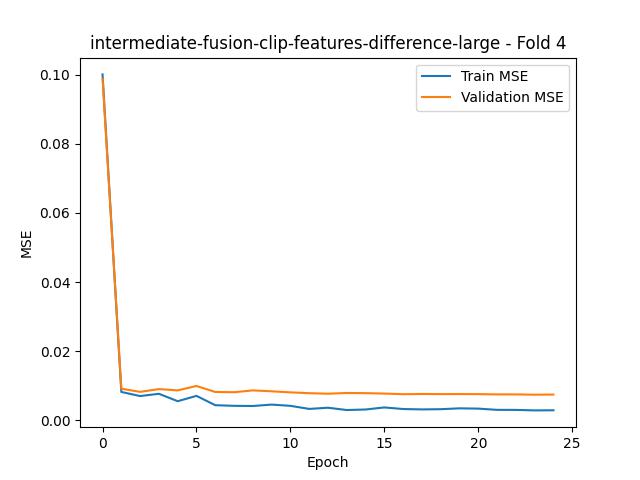 intermediate-fusion-clip-features-difference-large - Fold 4
Train MSE
Validation MSE
MSE
0.10
0.08
0.06
0.04
0.02
0.00
0 5 10 15 20 25
Epoch